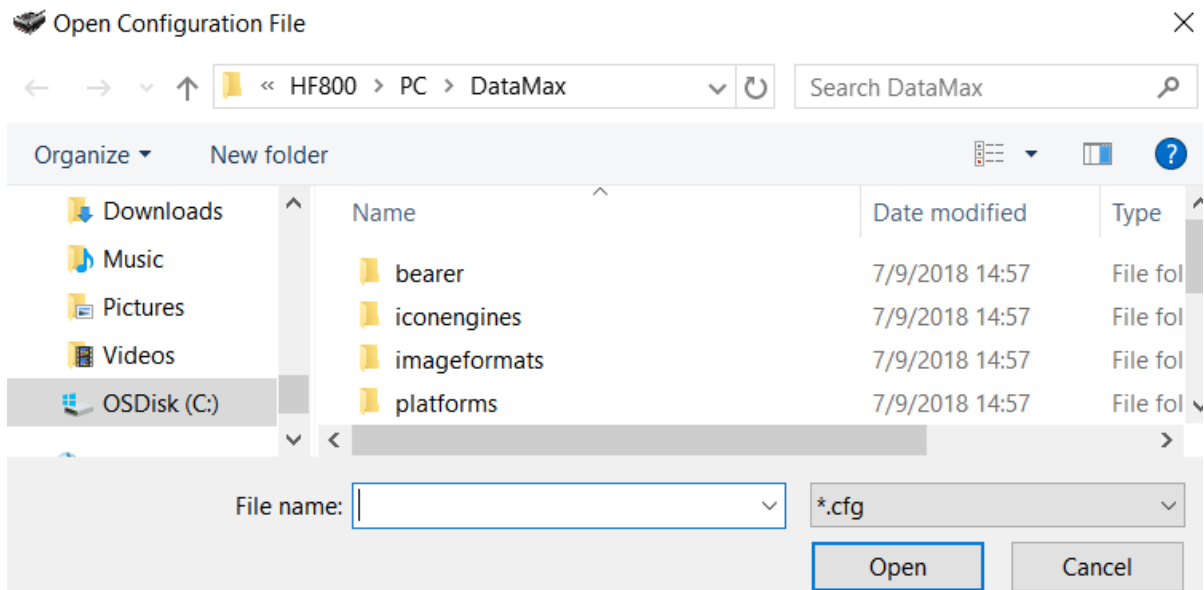 Open Configuration File
« HF800 > PC > DataMax
Search DataMax
Organize
New folder
?
Downloads
Music
Pictures
Videos
OSDisk (C:)
Name Date modified Type
bearer 7/9/2018 14:57 File fol
iconengines 7/9/2018 14:57 File fol
imageformats 7/9/2018 14:57 File fol
platforms 7/9/2018 14:57 File fol
File name:
*.cfg
Open
Cancel